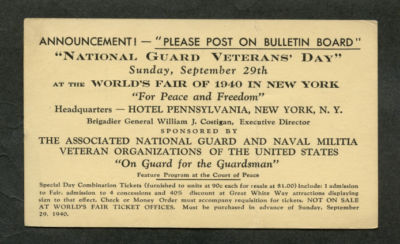 ANNOUNCEMENT! — "PLEASE POST ON BULLETIN BOARD"
"NATIONAL GUARD VETERANS' DAY"
Sunday, September 29th
AT THE WORLD'S FAIR OF 1940 IN NEW YORK
"For Peace and Freedom"
Headquarters — HOTEL PENNSYLVANIA, NEW YORK, N. Y.
Brigadier General William J. Costigan, Executive Director
SPONSORED BY
THE ASSOCIATED NATIONAL GUARD AND NAVAL MILITIA
VETERAN ORGANIZATIONS OF THE UNITED STATES
"On Guard for the Guardsman"
Feature Program at the Court of Peace
Special Day Combination Tickets (furnished to units at 90c each for resale at $1.00) include: 1 admission
to Fair, admission to 4 concessions and 40% discount at Great White Way attractions displaying
sign to that effect. Check or Money Order must accompany requisition for tickets. NOT ON SALE
AT WORLD'S FAIR TICKET OFFICES. Must be purchased in advance of Sunday, September
29, 1940.